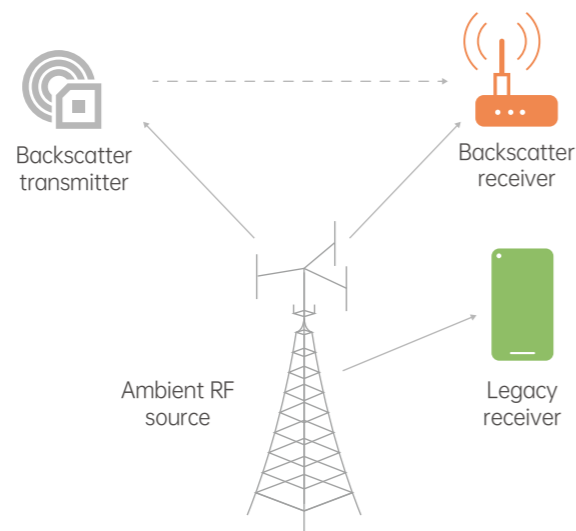 Backscatter
transmitter
Backscatter
receiver
Ambient RF
source
Legacy
receiver